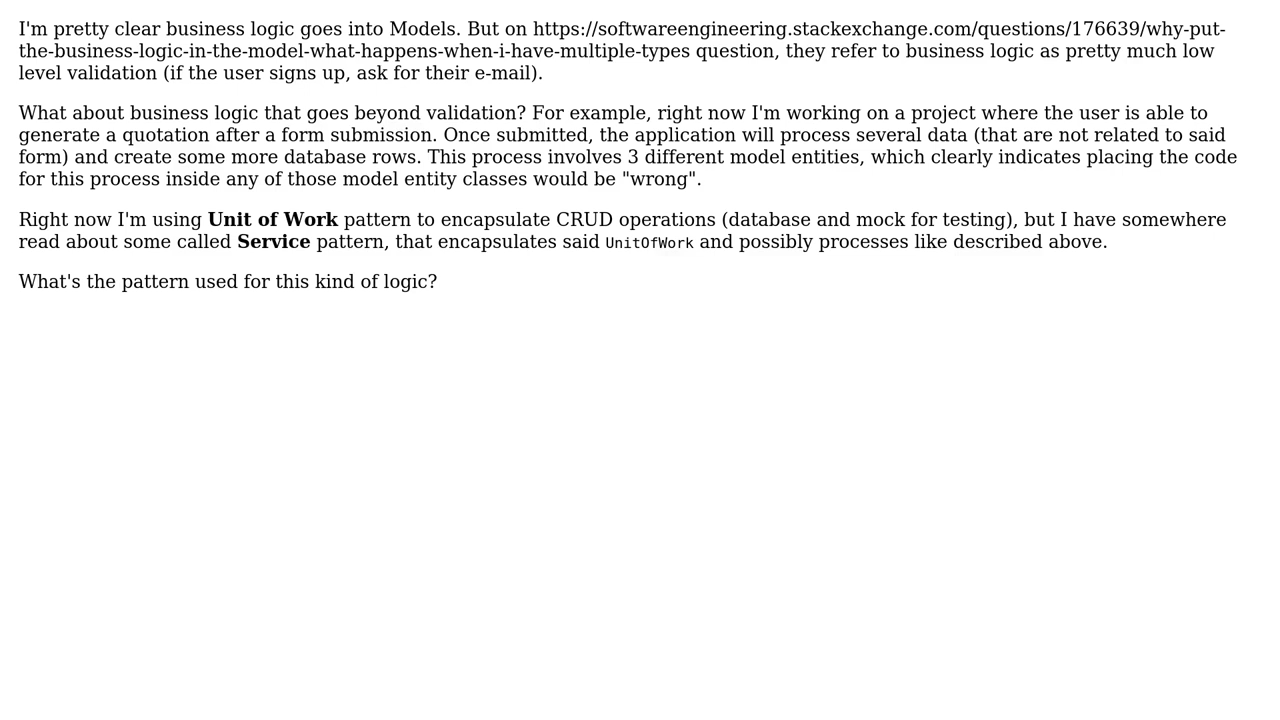 I'm pretty clear business logic goes into Models. But on https://softwareengineering.stackexchange.com/questions/176639/why-put-
the-business-logic-in-the-model-what-happens-when-i-have-multiple-types question, they refer to business logic as pretty much low
level validation (if the user signs up, ask for their e-mail).
What about business logic that goes beyond validation? For example, right now I'm working on a project where the user is able to
generate a quotation after a form submission. Once submitted, the application will process several data (that are not related to said
form) and create some more database rows. This process involves 3 different model entities, which clearly indicates placing the code
for this process inside any of those model entity classes would be "wrong".
Right now I'm using Unit of Work pattern to encapsulate CRUD operations (database and mock for testing), but I have somewhere
read about some called Service pattern, that encapsulates said UnitOfWork and possibly processes like described above.
What's the pattern used for this kind of logic?